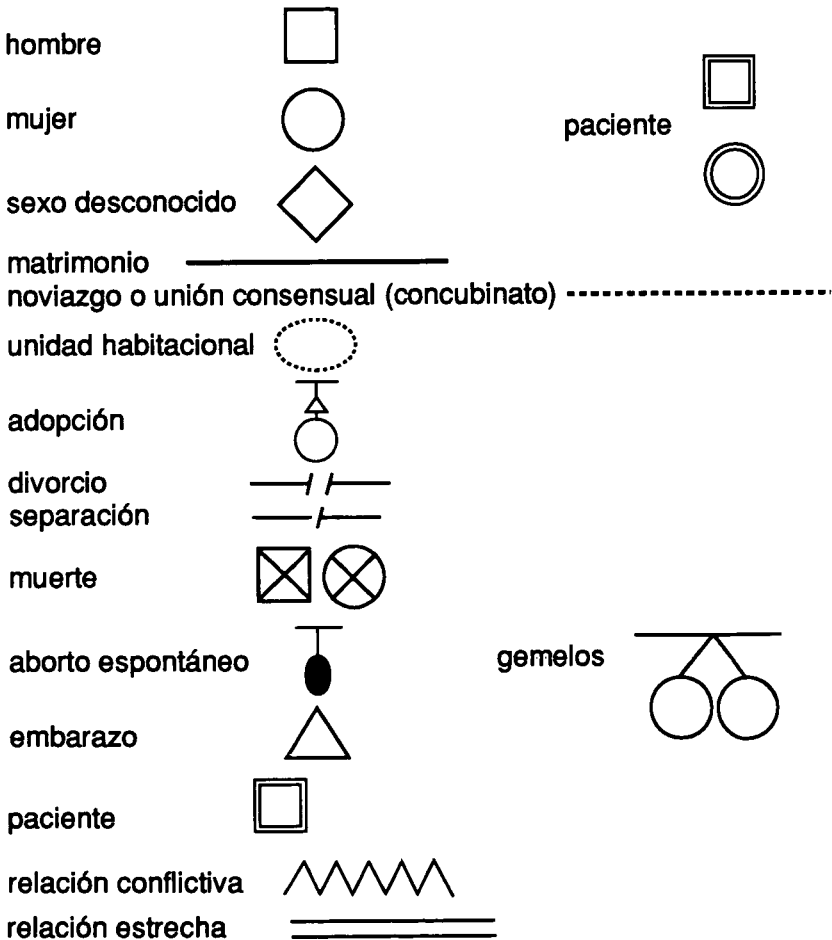 hombre
mujer
paciente
sexo desconocido
matrimonio
noviazgo o unión consensual (concubinato)
unidad habitacional
adopción
divorcio
separación
muerte
aborto espontáneo
gemelos
embarazo
paciente
relación conflictiva
relación estrecha